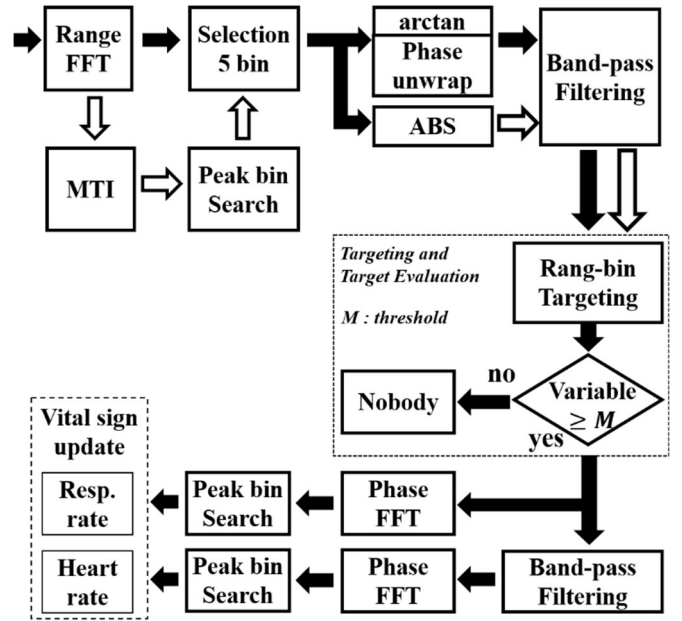 Range
FFT
Selection
5 bin
arctan
Phase
unwrap
ABS
Band-pass
Filtering
MTI
Peak bin
Search
Targeting and
Target Evaluation
M : threshold
Rang-bin
Targeting
Variable
≥ M
no
yes
Nobody
Vital sign
update
Resp.
rate
Peak bin
Search
Phase
FFT
Heart
rate
Peak bin
Search
Phase
FFT
Band-pass
Filtering